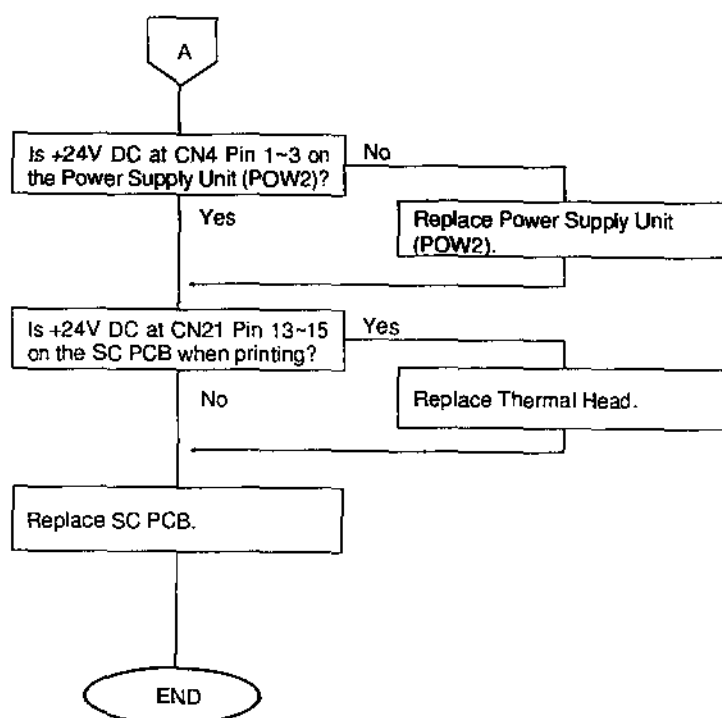 A
Is +24V DC at CN4 Pin 1~3 on
the Power Supply Unit (POW2)?
No
Yes
Replace Power Supply Unit
(POW2).
Is +24V DC at CN21 Pin 13~15
on the SC PCB when printing?
Yes
No
Replace Thermal Head.
Replace SC PCB.
END